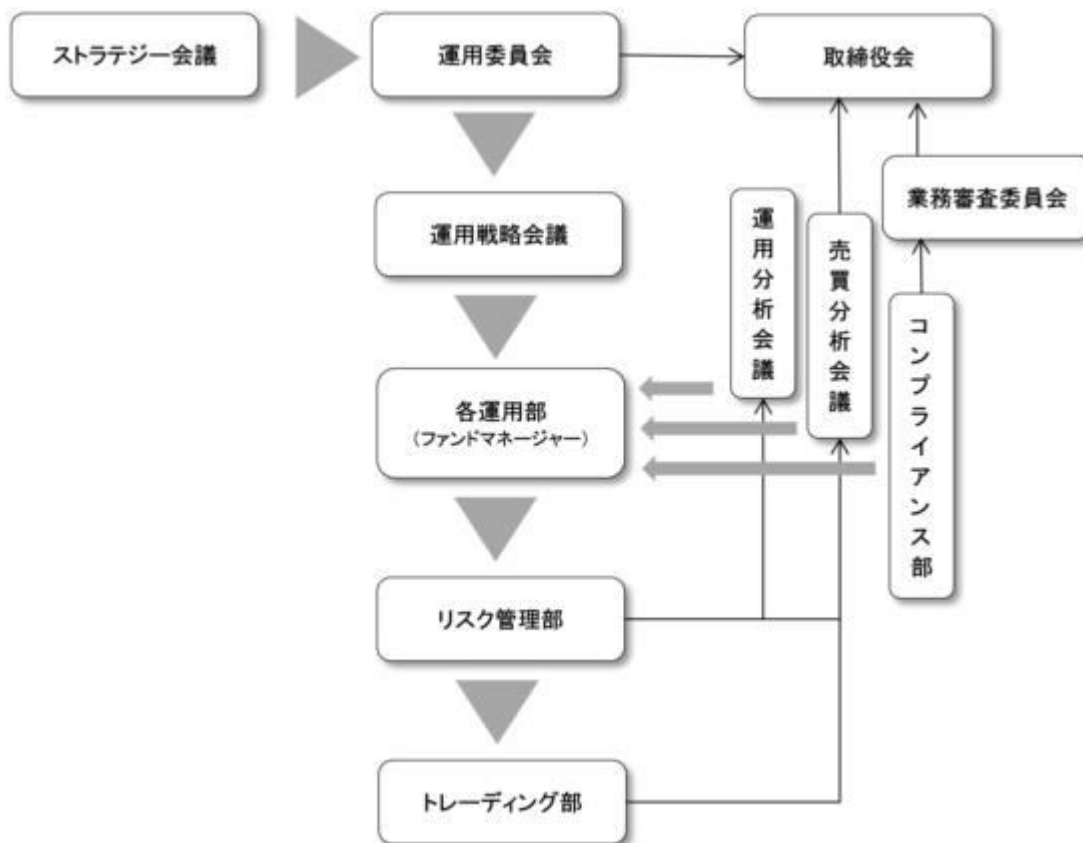 ストラテジー会議
運用委員会
取締役会
業務審査委員会
運用戦略会議
運用分析会議
売買分析会議
コンプライアンス部
各運用部
（ファンドマネージャー）
リスク管理部
トレーディング部